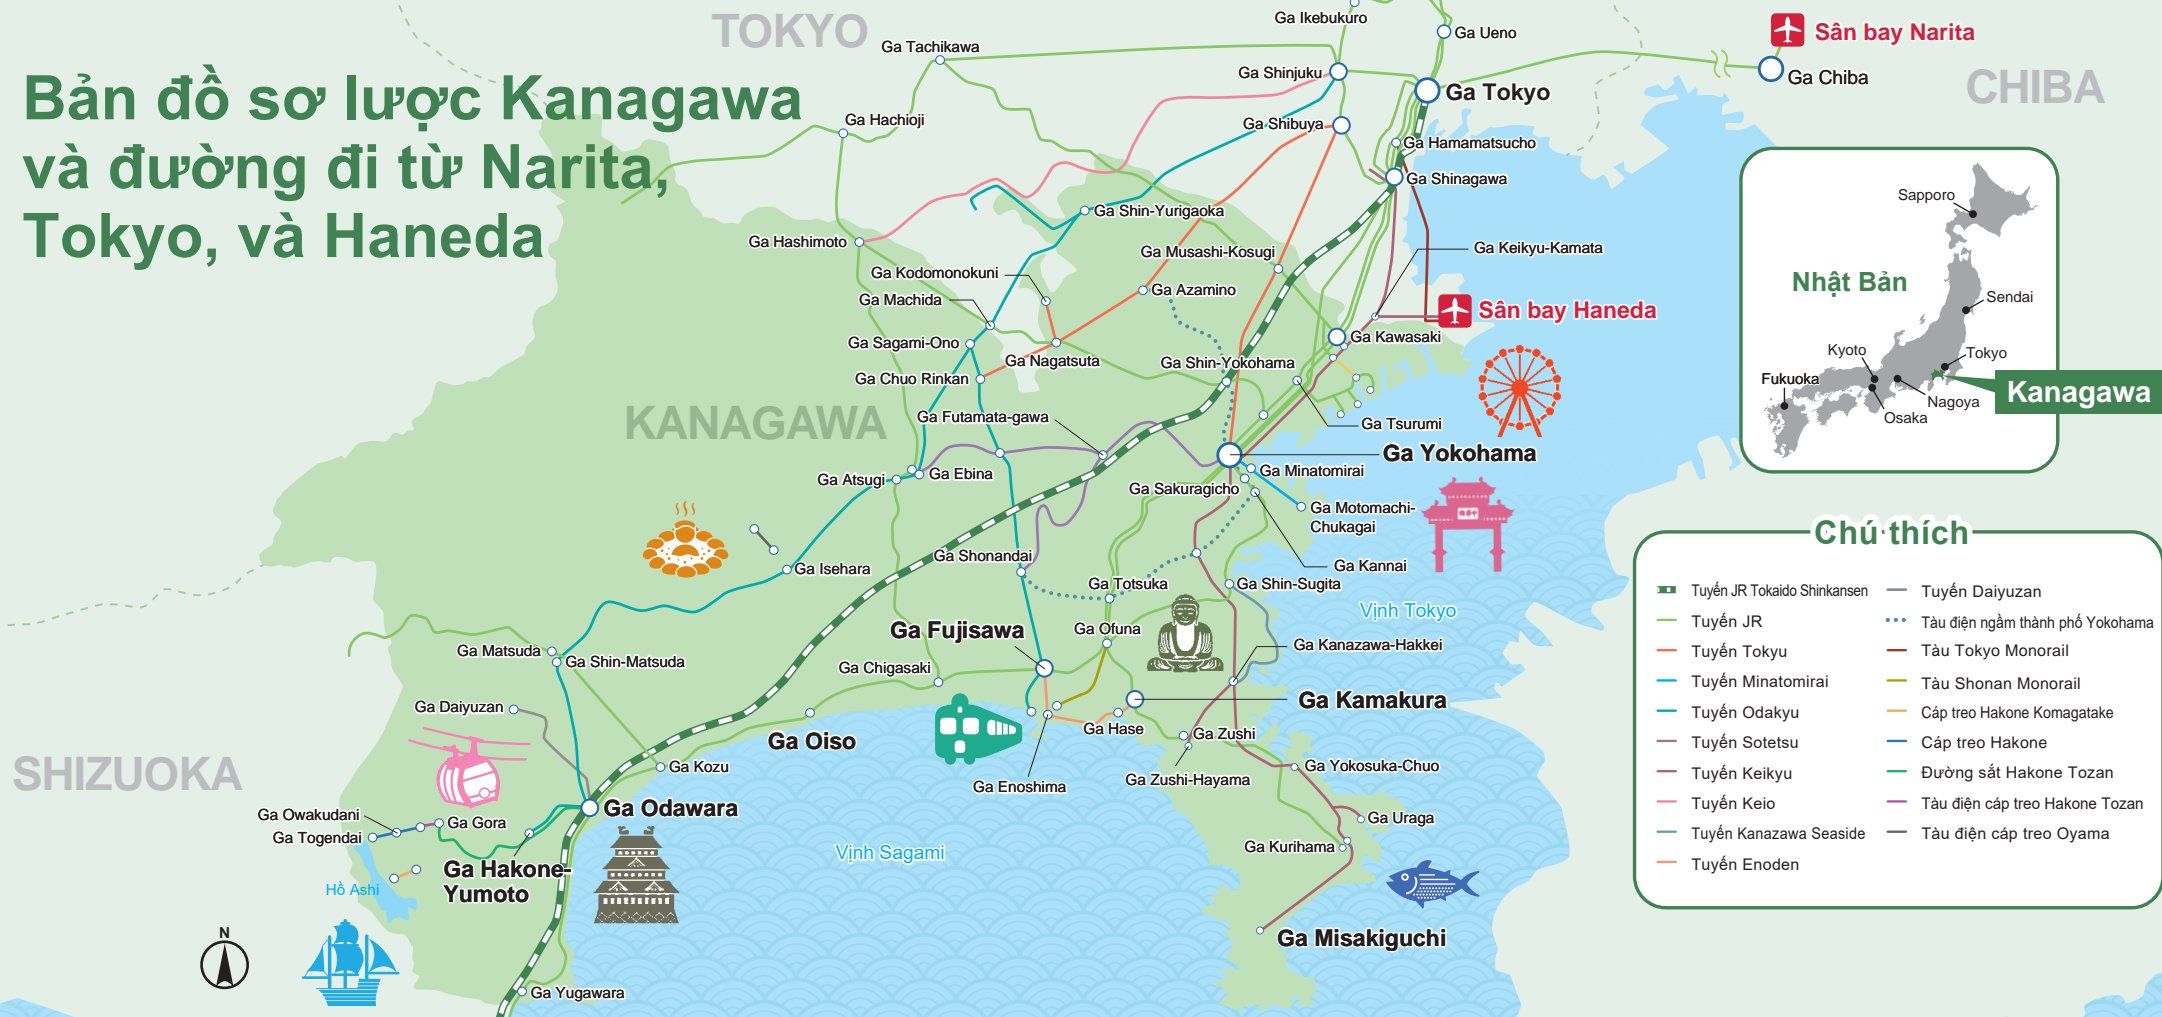 Bản đồ sơ lược Kanagawa
và đường đi từ Narita,
Tokyo, và Haneda
TOKYO
CHIBA
KANAGAWA
SHIZUOKA
Ga Ikebukuro
Ga Ueno
Sân bay Narita
Ga Chiba
Ga Tachikawa
Ga Shinjuku
Ga Tokyo
Ga Hachioji
Ga Shibuya
Ga Hamamatsucho
Ga Shinagawa
Ga Shin-Yurigaoka
Ga Hashimoto
Ga Musashi-Kosugi
Ga Keikyu-Kamata
Ga Kodomonokuni
Ga Azamino
Ga Machida
Sân bay Haneda
Ga Sagami-Ono
Ga Nagatsuta
Ga Kawasaki
Ga Shin-Yokohama
Ga Chuo Rinkan
Ga Futamata-gawa
Ga Tsurumi
Ga Yokohama
Ga Atsugi
Ga Ebina
Ga Minatomirai
Ga Sakuragicho
Ga Motomachi-
Chukagai
Ga Shonandai
Ga Isehara
Ga Kannai
Ga Totsuka
Ga Shin-Sugita
Vịnh Tokyo
Ga Fujisawa
Ga Ofuna
Ga Kanazawa-Hakkei
Ga Matsuda
Ga Shin-Matsuda
Ga Chigasaki
Ga Kamakura
Ga Daiyuzan
Ga Oiso
Ga Hase
Ga Zushi
Ga Kozu
Ga Enoshima
Ga Zushi-Hayama
Ga Yokosuka-Chuo
Ga Odawara
Ga Owakudani
Ga Togendai
Ga Gora
Ga Uraga
Ga Kurihama
Vịnh Sagami
Ga Hakone-
Yumoto
Hồ Ashi
Ga Misakiguchi
N
Ga Yugawara
Sapporo
Nhật Bản
Sendai
Kyoto
Tokyo
Fukuoka
Nagoya
Osaka
Kanagawa
Chú thích
Tuyến JR Tokaido Shinkansen
Tuyến JR
Tuyến Tokyu
Tuyến Minatomirai
Tuyến Odakyu
Tuyến Sotetsu
Tuyến Keikyu
Tuyến Keio
Tuyến Kanazawa Seaside
Tuyến Enoden
Tuyến Daiyuzan
Tàu điện ngầm thành phố Yokohama
Tàu Tokyo Monorail
Tàu Shonan Monorail
Cáp treo Hakone Komagatake
Cáp treo Hakone
Đường sắt Hakone Tozan
Tàu điện cáp treo Hakone Tozan
Tàu điện cáp treo Oyama